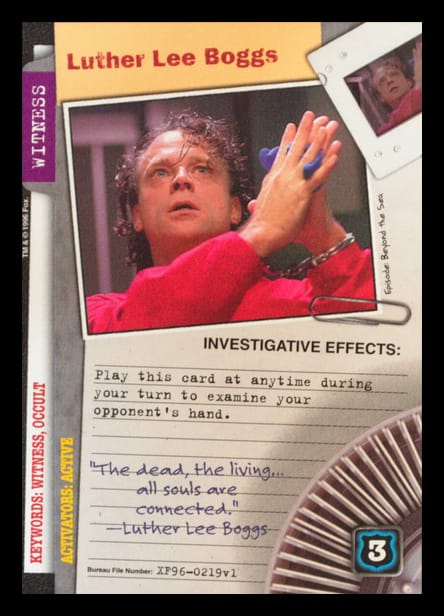 Luther Lee Boggs
WITNESS
TM & © 1996 Fox.
Episode: Beyond the Sea
INVESTIGATIVE EFFECTS:
Play this card at anytime during
your turn to examine your
opponent's hand.
"The dead, the living...
all souls are
connected."
—Luther Lee Boggs
KEYWORDS: WITNESS, OCCULT
ACTIVATORS: ACTIVE
Bureau File Number: XF96-0219v1
3